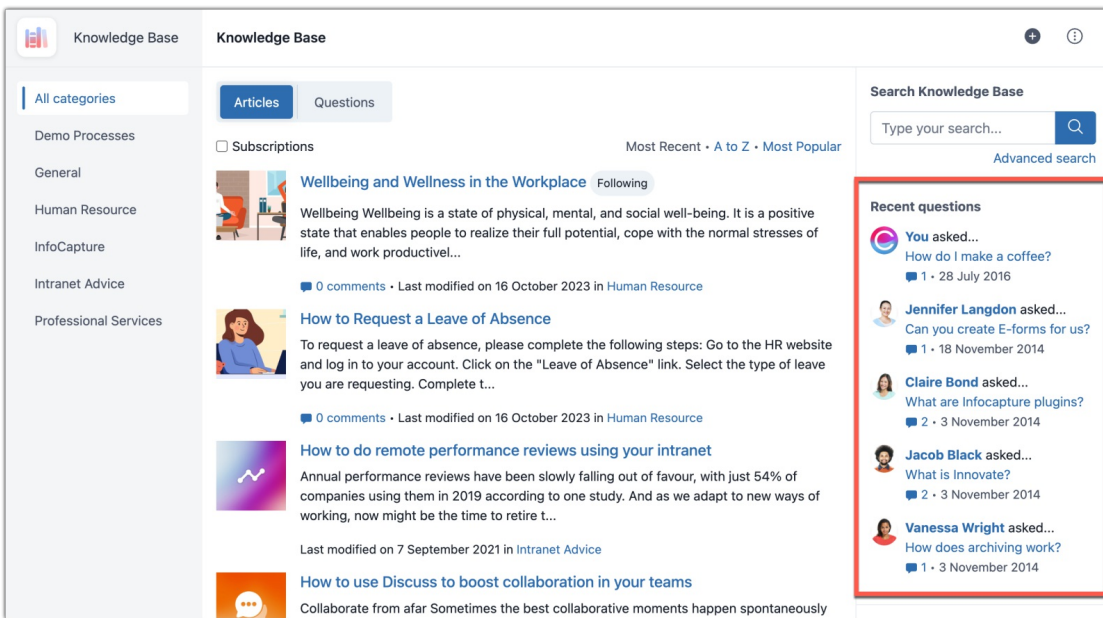 Knowledge Base
Knowledge Base
All categories
Demo Processes
General
Human Resource
InfoCapture
Intranet Advice
Professional Services
Articles
Questions
Subscriptions
Most Recent • A to Z • Most Popular
Wellbeing and Wellness in the Workplace Following
Wellbeing Wellbeing is a state of physical, mental, and social well-being. It is a positive
state that enables people to realize their full potential, cope with the normal stresses of
life, and work productivel...
0 comments • Last modified on 16 October 2023 in Human Resource
How to Request a Leave of Absence
To request a leave of absence, please complete the following steps: Go to the HR website
and log in to your account. Click on the "Leave of Absence" link. Select the type of leave
you are requesting. Complete t...
0 comments • Last modified on 16 October 2023 in Human Resource
How to do remote performance reviews using your intranet
Annual performance reviews have been slowly falling out of favour, with just 54% of
companies using them in 2019 according to one study. And as we adapt to new ways of
working, now might be the time to retire t...
Last modified on 7 September 2021 in Intranet Advice
How to use Discuss to boost collaboration in your teams
Collaborate from afar Sometimes the best collaborative moments happen spontaneously
Search Knowledge Base
Type your search...
Advanced search
Recent questions
You asked...
How do I make a coffee?
1 • 28 July 2016
Jennifer Langdon asked...
Can you create E-forms for us?
1 • 18 November 2014
Claire Bond asked...
What are Infocapture plugins?
2 • 3 November 2014
Jacob Black asked...
What is Innovate?
2 • 3 November 2014
Vanessa Wright asked...
How does archiving work?
1 • 3 November 2014